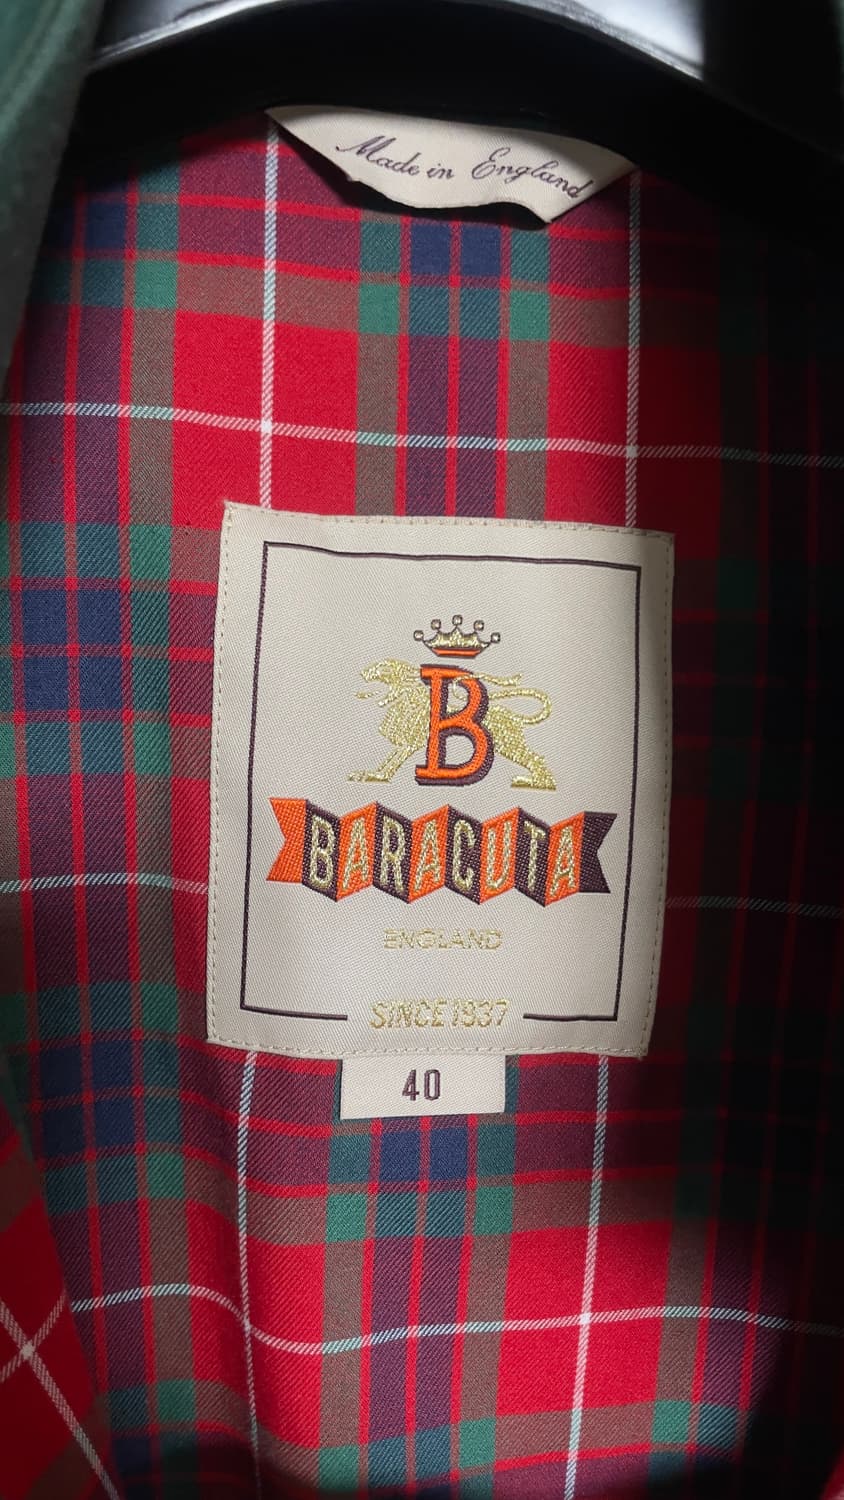 Made in England
B
BARACUTA
ENGLAND
SINCE 1937
40